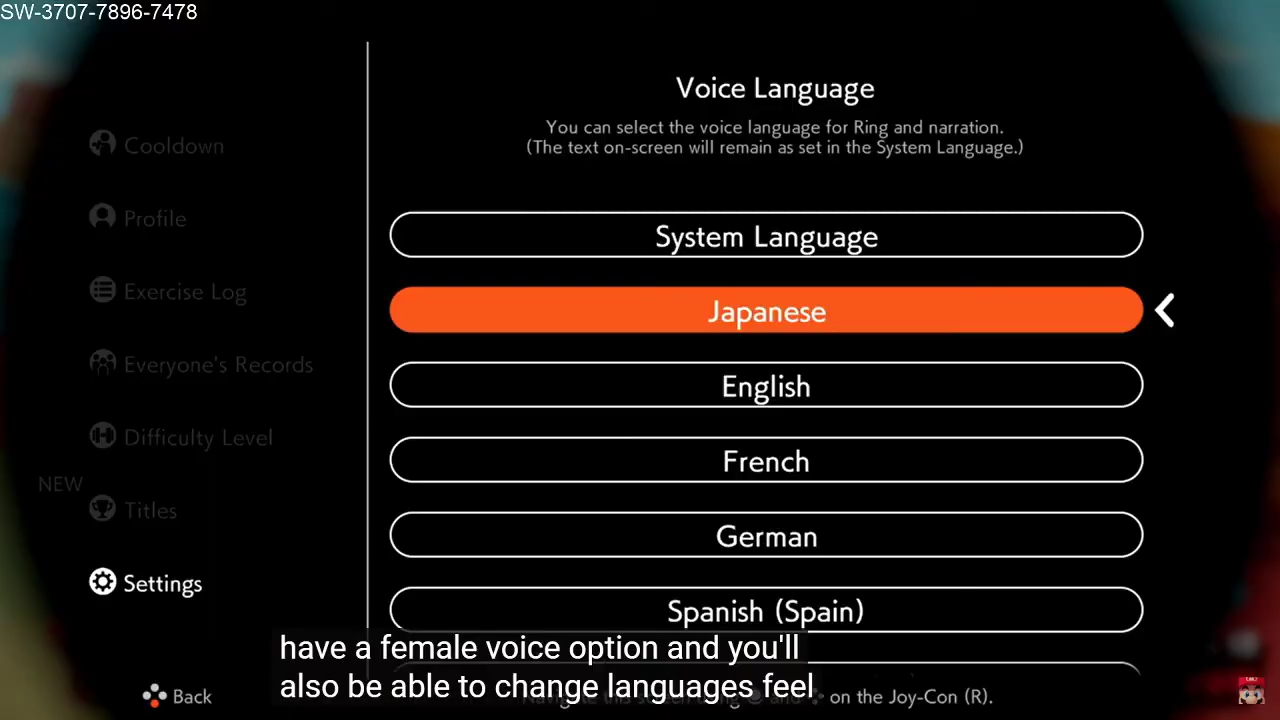 SW-3707-7896-7478
Voice Language
You can select the voice language for Ring and narration.
(The text on-screen will remain as set in the System Language.)
Cooldown
Profile
Exercise Log
Everyone's Records
Difficulty Level
NEW
Titles
Settings
System Language
Japanese
English
French
German
Spanish (Spain)
have a female voice option and you'll
also be able to change languages feel
Back
on the Joy-Con (R).